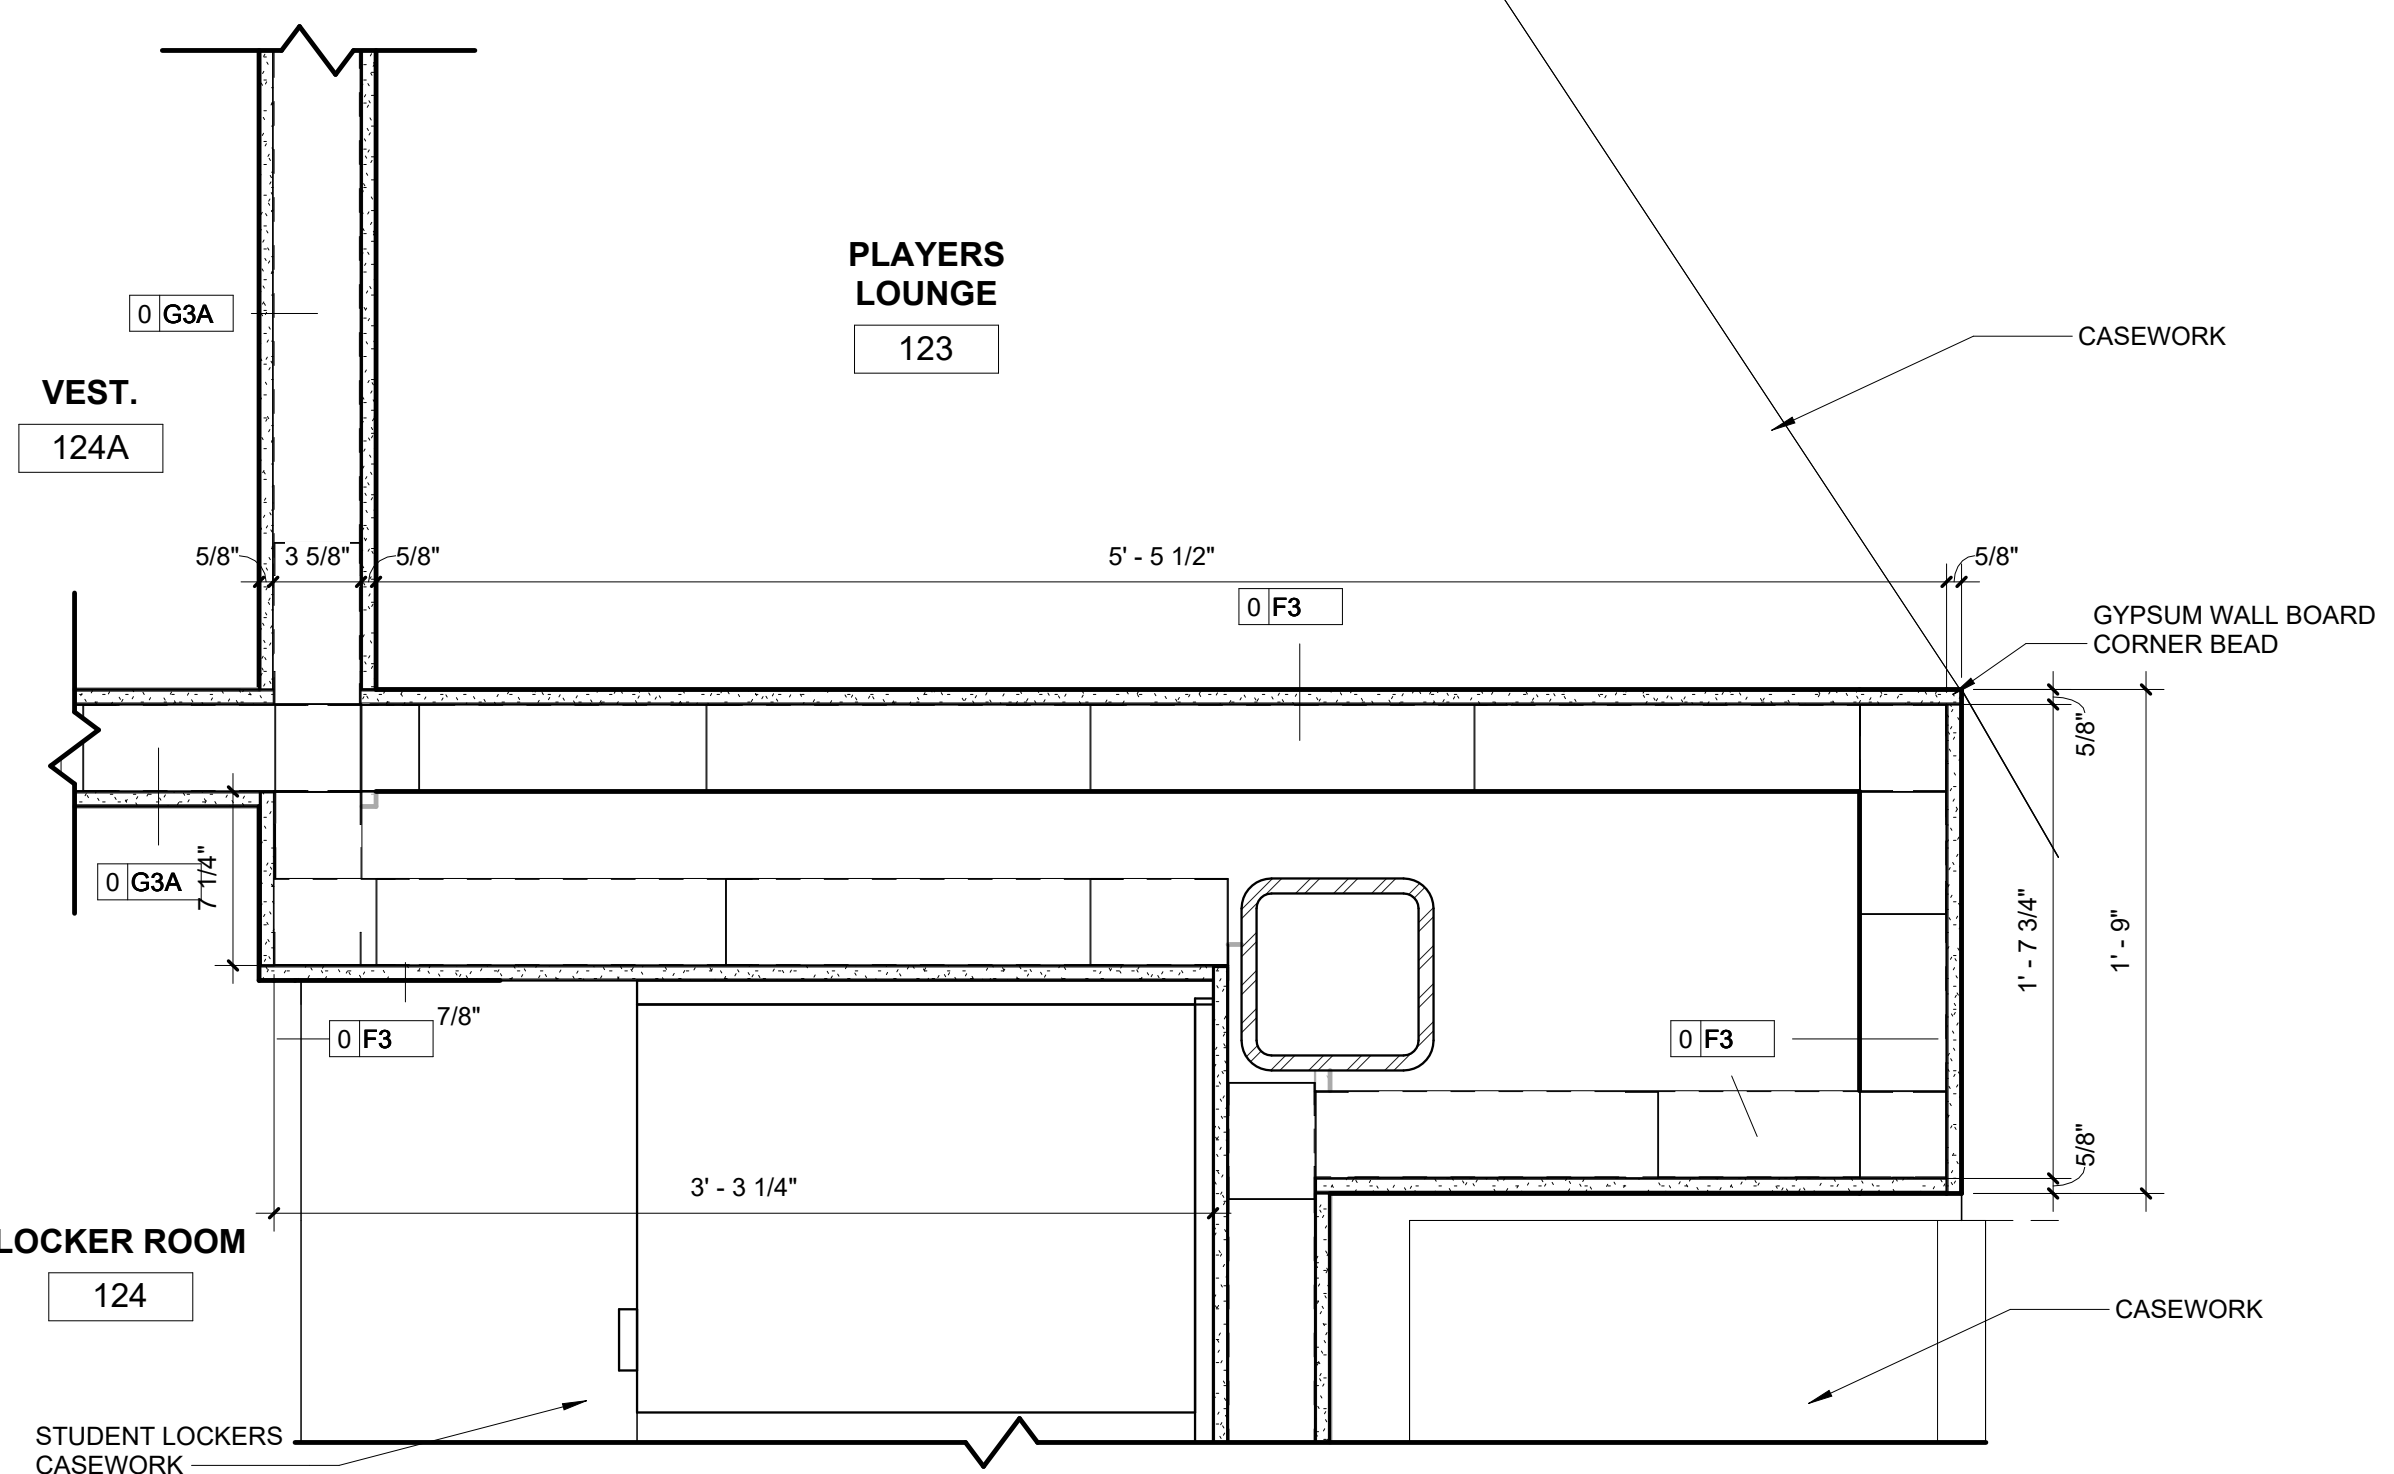 PLAYERS
LOUNGE
123
0 G3A
CASEWORK
VEST.
124A
5/8"
3 5/8"
5/8"
5' - 5 1/2"
5/8"
0 F3
GYPSUM WALL BOARD
CORNER BEAD
5/8"
0 G3A
7 1/4"
1' - 7 3/4"
1' - 9"
7/8"
0 F3
0 F3
5/8"
3' - 3 1/4"
LOCKER ROOM
124
CASEWORK
STUDENT LOCKERS
CASEWORK